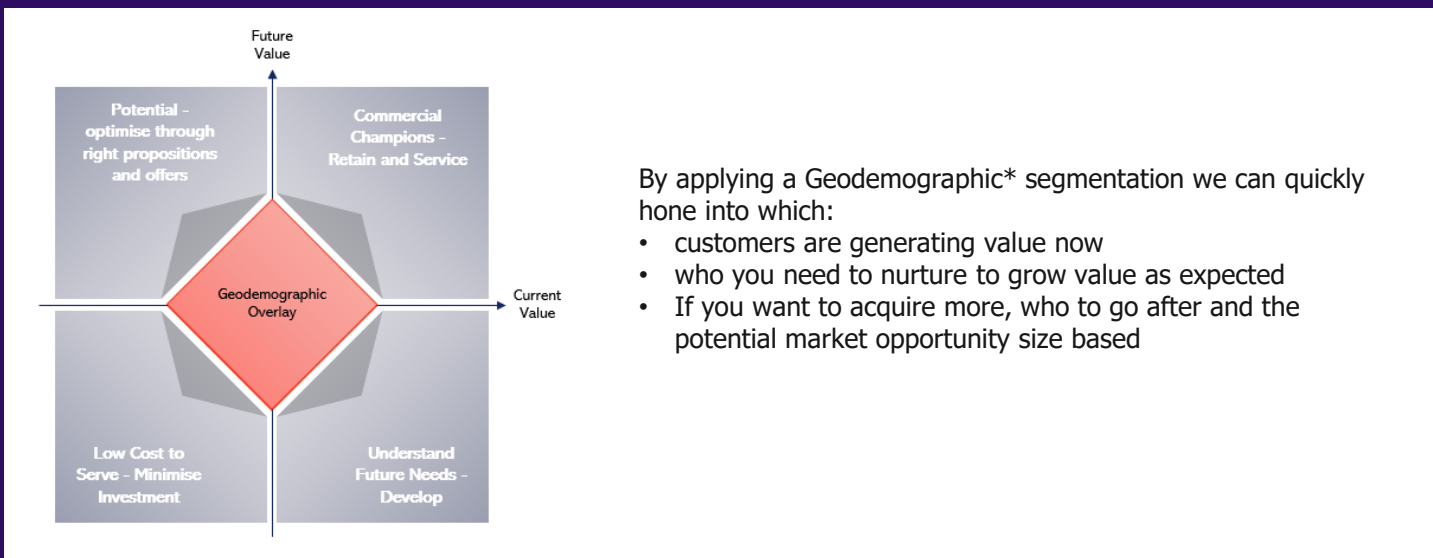 Future
Value
Potential -
optimise through
right propositions
and offers
Commercial
Champions -
Retain and Service
Geodemographic
Overlay
Current
Value
Low Cost to
Serve - Minimise
Investment
Understand
Future Needs -
Develop
By applying a Geodemographic* segmentation we can quickly
hone into which:
• customers are generating value now
• who you need to nurture to grow value as expected
• If you want to acquire more, who to go after and the
potential market opportunity size based